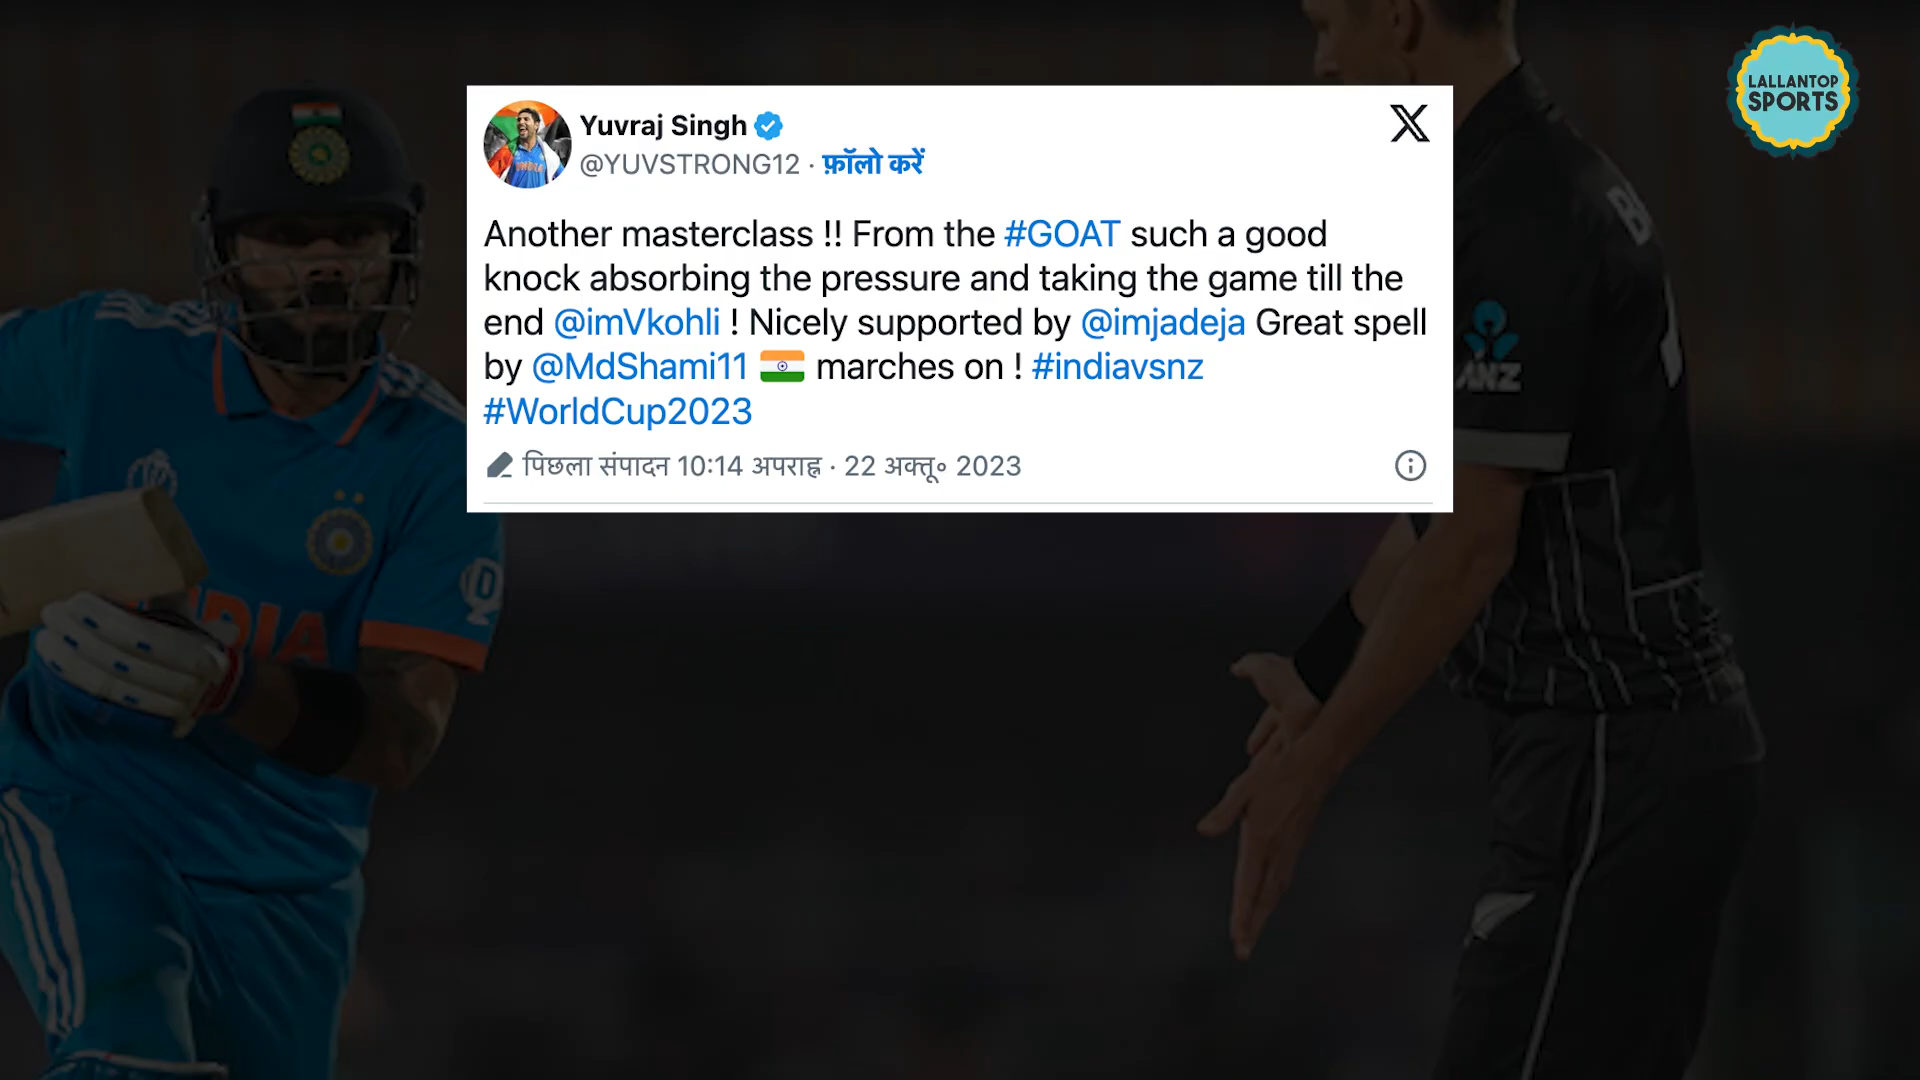 LALLANTOP
SPORTS
Yuvraj Singh
@YUVSTRONG12 · फ़ॉलो करें
Another masterclass !! From the #GOAT such a good
knock absorbing the pressure and taking the game till the
end @imVkohli ! Nicely supported by @imjadeja Great spell
by @MdShami11 🇮🇳 marches on ! #indiavsnz
#WorldCup2023
पिछला संपादन 10:14 अपराह्न · 22 अक्तू॰ 2023
INDIA
NZ